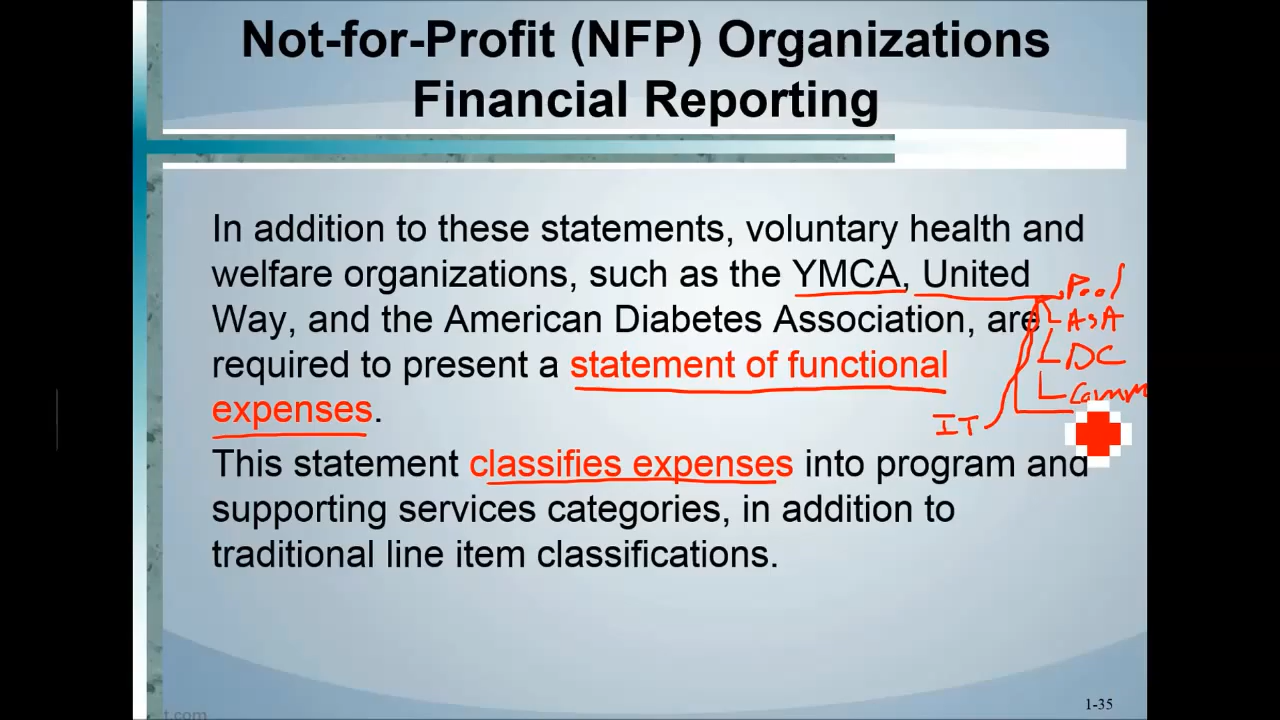 Not-for-Profit (NFP) Organizations
Financial Reporting
In addition to these statements, voluntary health and
welfare organizations, such as the YMCA, United
Way, and the American Diabetes Association, are
required to present a statement of functional
expenses.
This statement classifies expenses into program and
supporting services categories, in addition to
traditional line item classifications.
Pool
ASA
DC
Comm
IT
1-35
t.com